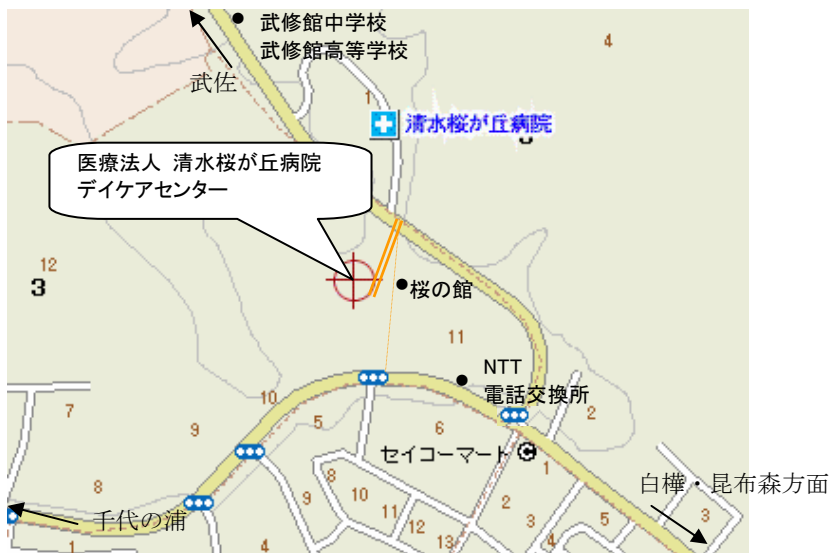 武修館中学校
武修館高等学校
4
武佐
1
清水桜が丘病院
医療法人 清水桜が丘病院
デイケアセンター
12
3
桜の館
11
NTT
電話交換所
7
10
5
6
2
9
セイコーマート
1
8
8
9
10
11
12
13
2
3
4
5
白樺・昆布森方面
3
千代の浦
1
4